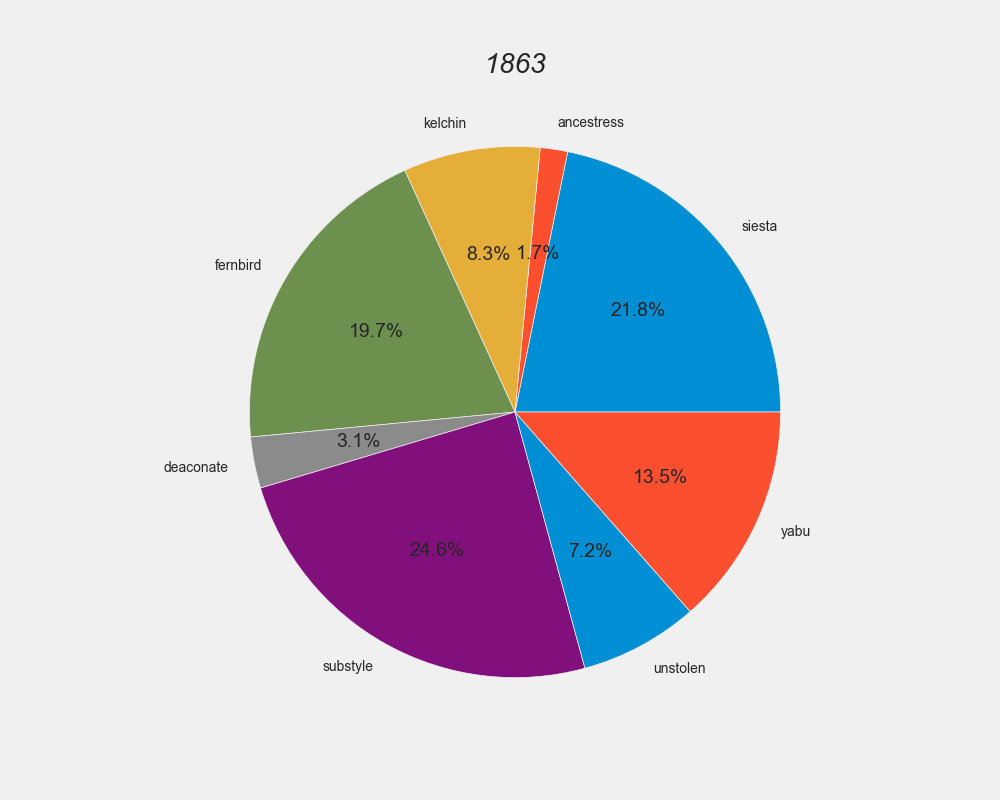 1863
kelchin
ancestress
siesta
fernbird
8.3%
1.7%
21.8%
19.7%
3.1%
deaconate
13.5%
yabu
24.6%
7.2%
substyle
unstolen